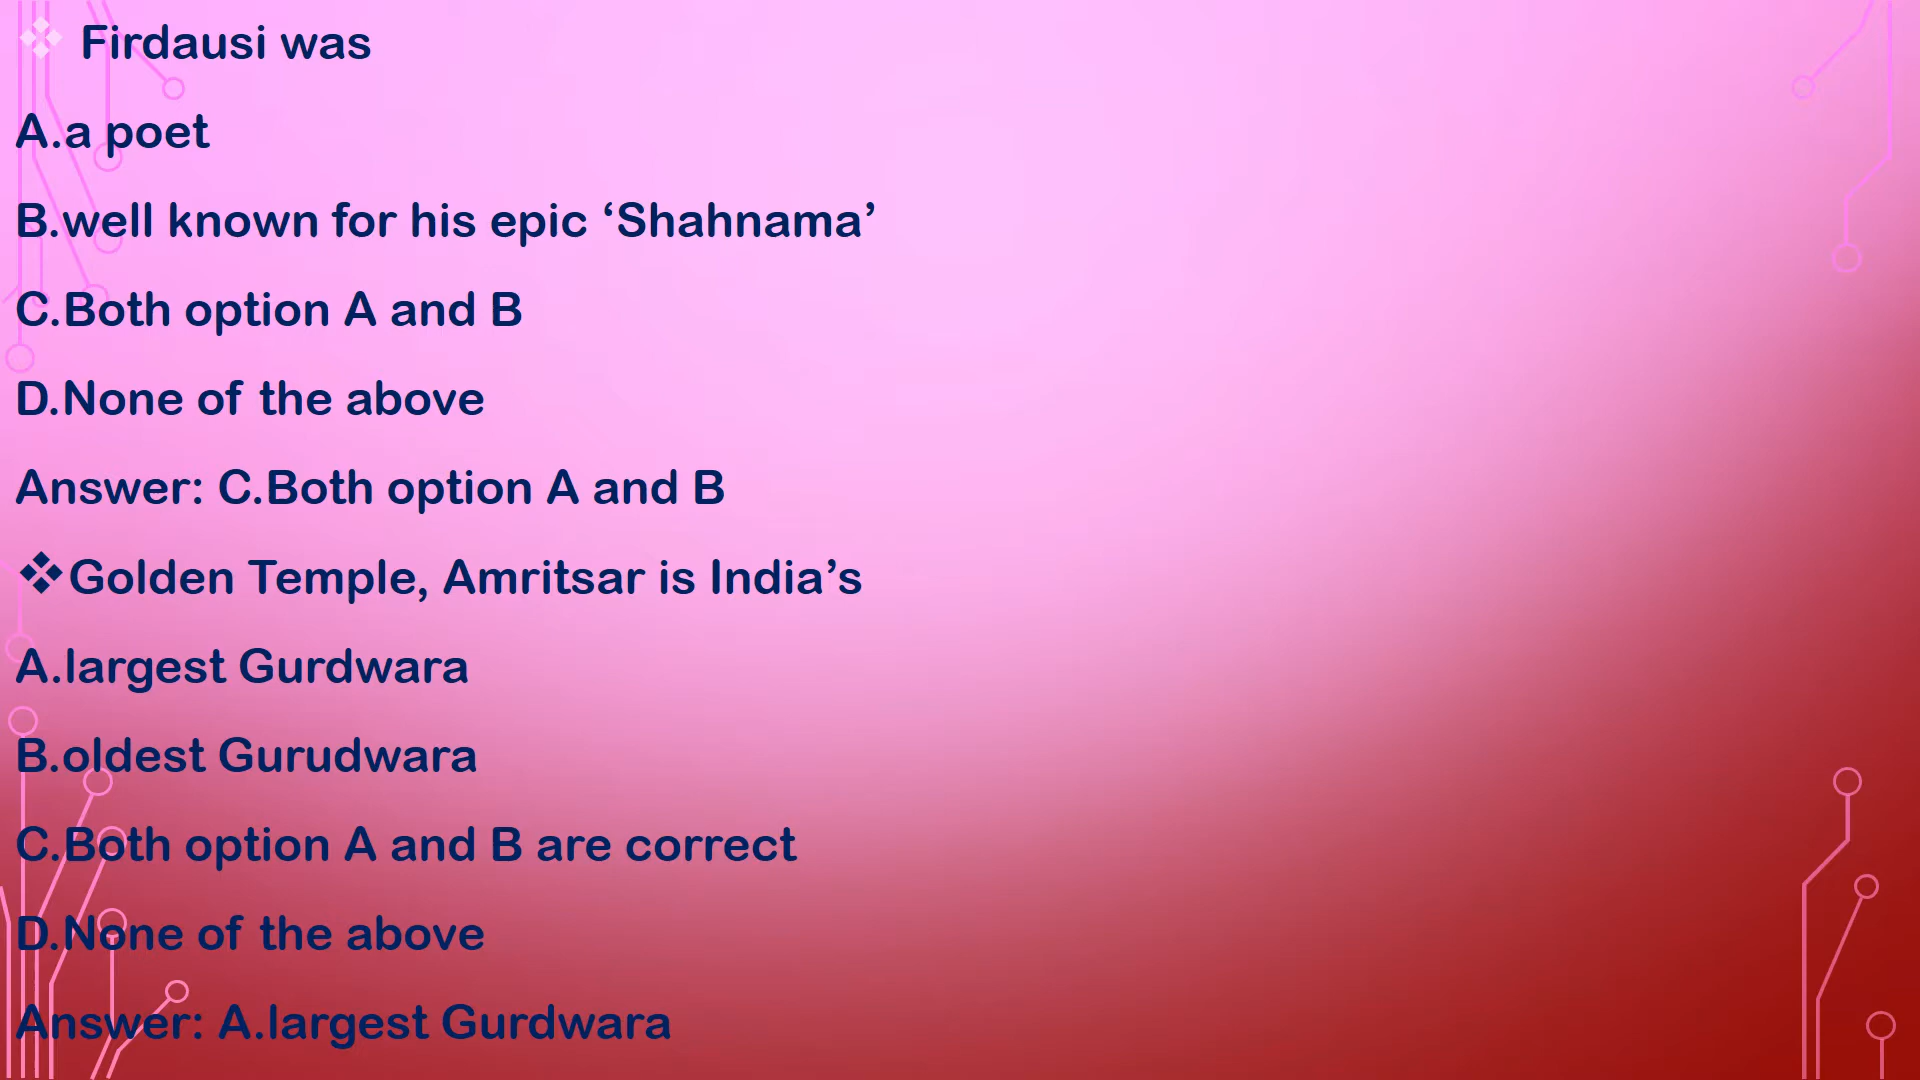 ❖ Firdausi was
A.a poet
B.well known for his epic ‘Shahnama’
C.Both option A and B
D.None of the above
Answer: C.Both option A and B
❖Golden Temple, Amritsar is India’s
A.largest Gurdwara
B.oldest Gurudwara
C.Both option A and B are correct
D.None of the above
Answer: A.largest Gurdwara